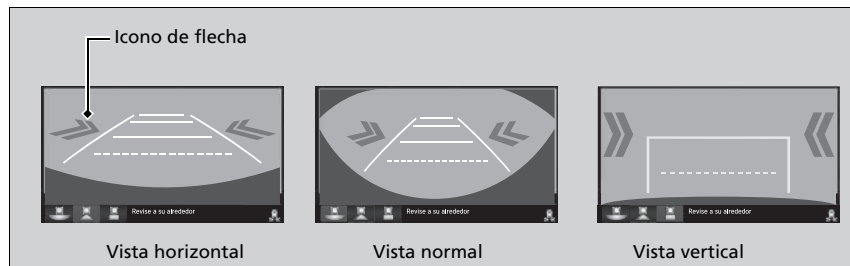 Icono de flecha
Revise a su alrededor
Revise a su alrededor
Revise a su alrededor
Vista horizontal
Vista normal
Vista vertical